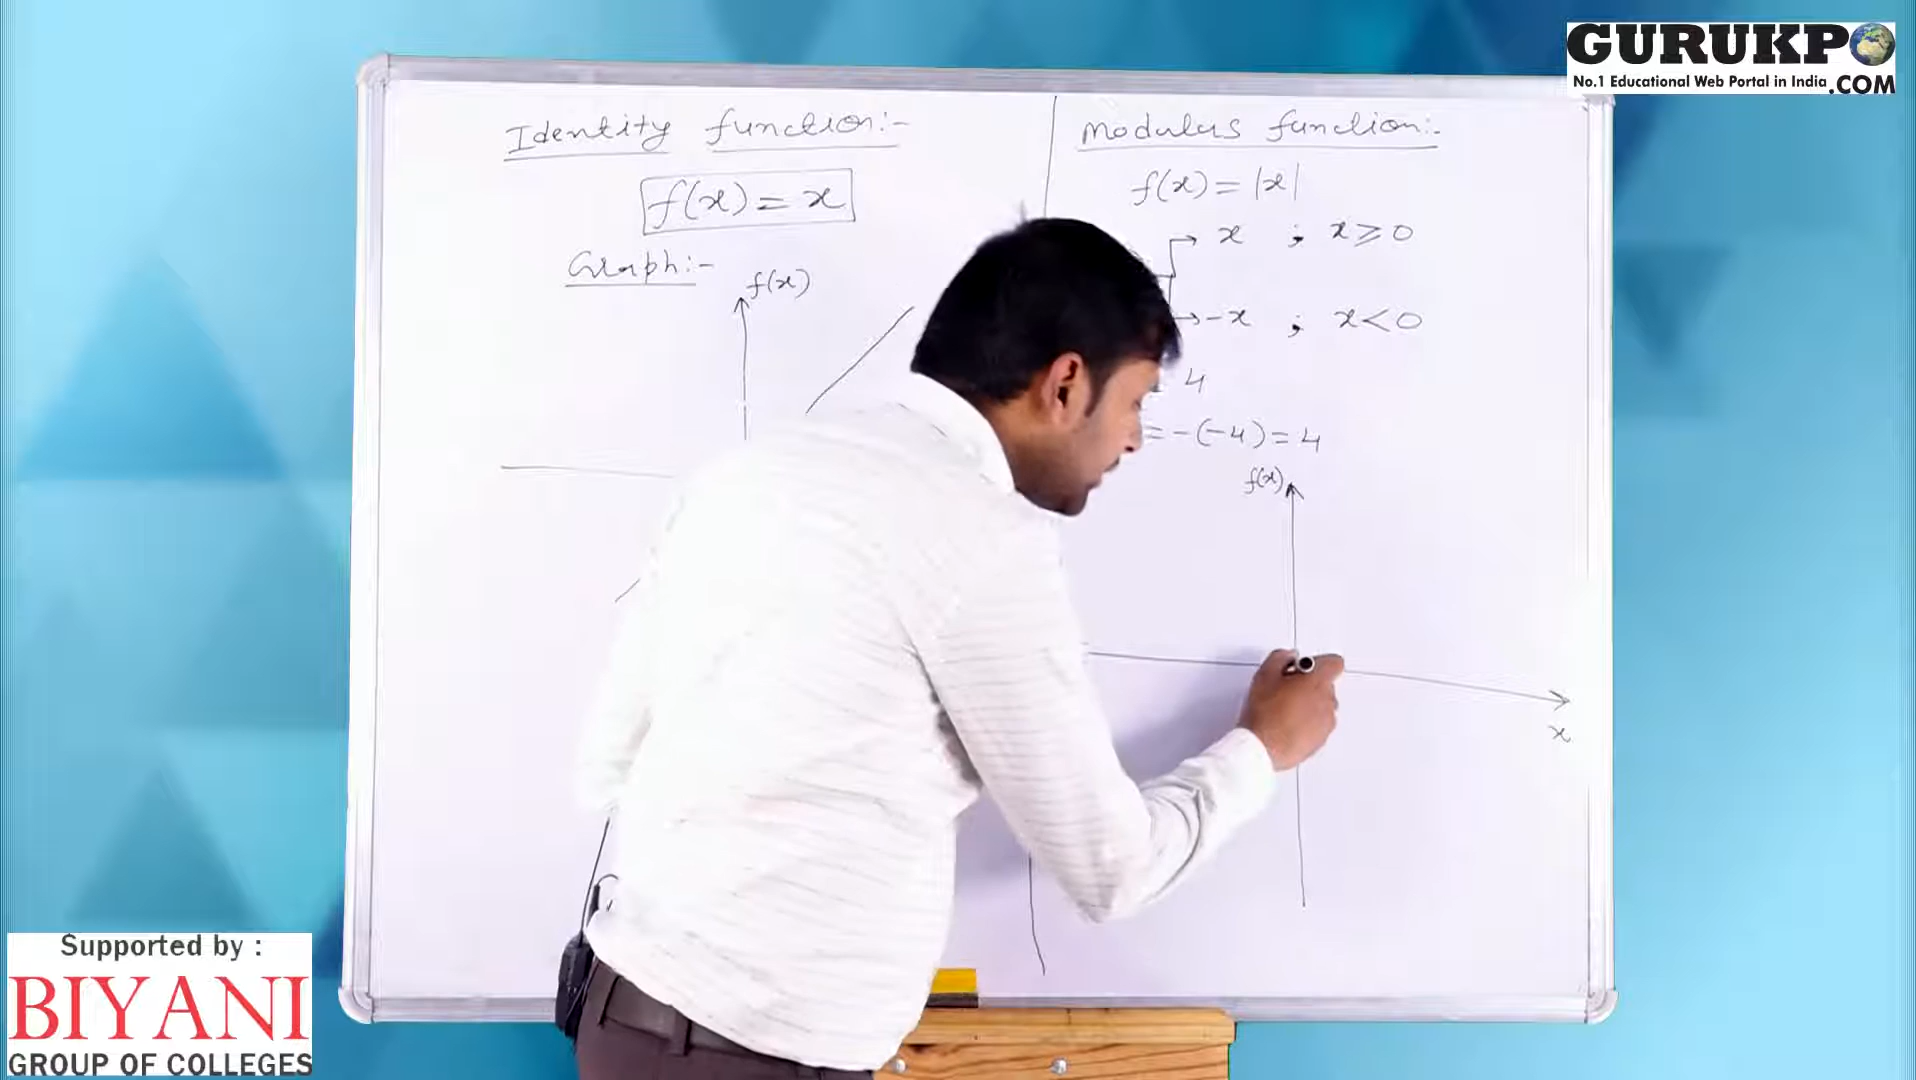 GURUKPO
No.1 Educational Web Portal in India .COM
Identity function:-
f(x) = x
Graph:-
f(x)
Modulus function:-
f(x) = |x|
x ; x ≥ 0
-x ; x < 0
4
= -(-4) = 4
f(x)
x
Supported by :
BIYANI
GROUP OF COLLEGES